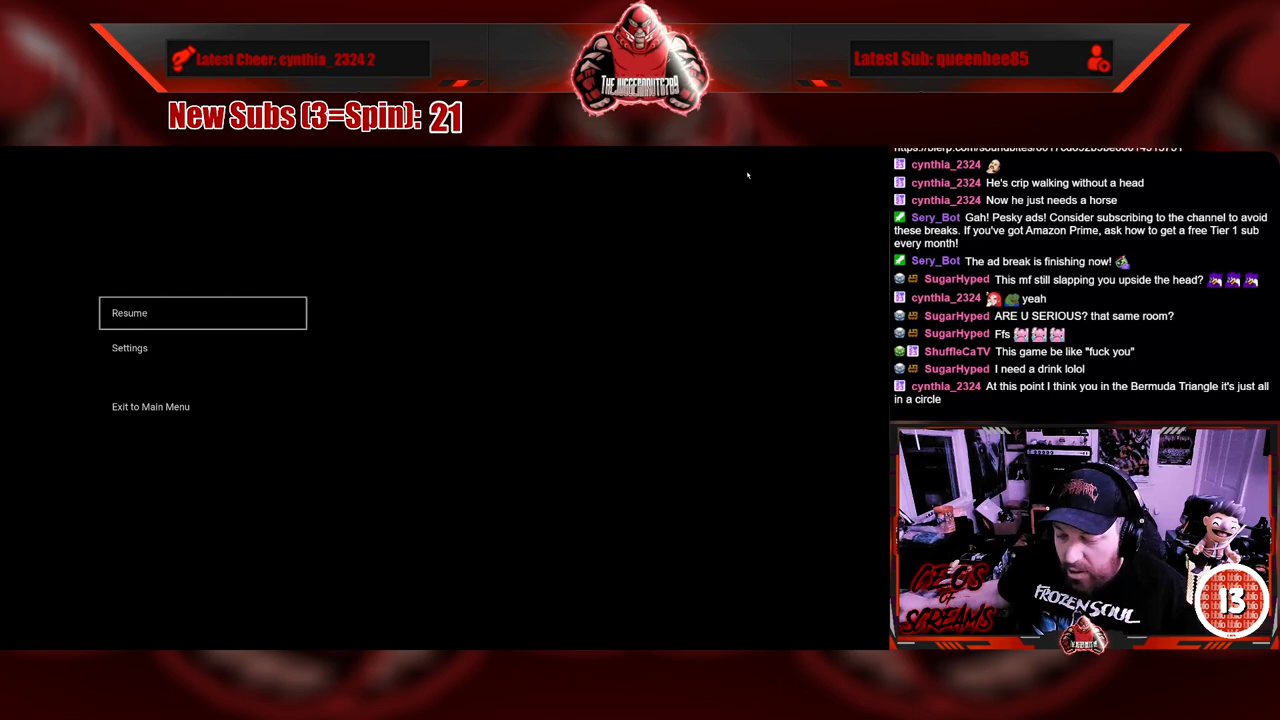 Latest Cheer: cynthia_2324 2
THEJUGGERNAUT6789
Latest Sub: queenbee85
New Subs (3=Spin): 21
cynthia_2324
cynthia_2324 He's crip walking without a head
cynthia_2324 Now he just needs a horse
Sery_Bot Gah! Pesky ads! Consider subscribing to the channel to avoid
these breaks. If you've got Amazon Prime, ask how to get a free Tier 1 sub
every month!
Sery_Bot The ad break is finishing now!
SugarHyped This mf still slapping you upside the head?
cynthia_2324 yeah
SugarHyped ARE U SERIOUS? that same room?
SugarHyped Ffs
ShuffleCaTV This game be like "fuck you"
SugarHyped I need a drink lolol
cynthia_2324 At this point I think you in the Bermuda Triangle it's just all
in a circle
Resume
Settings
Exit to Main Menu
GEOS
OF
SCREAMS
FROZEN SOUL
13